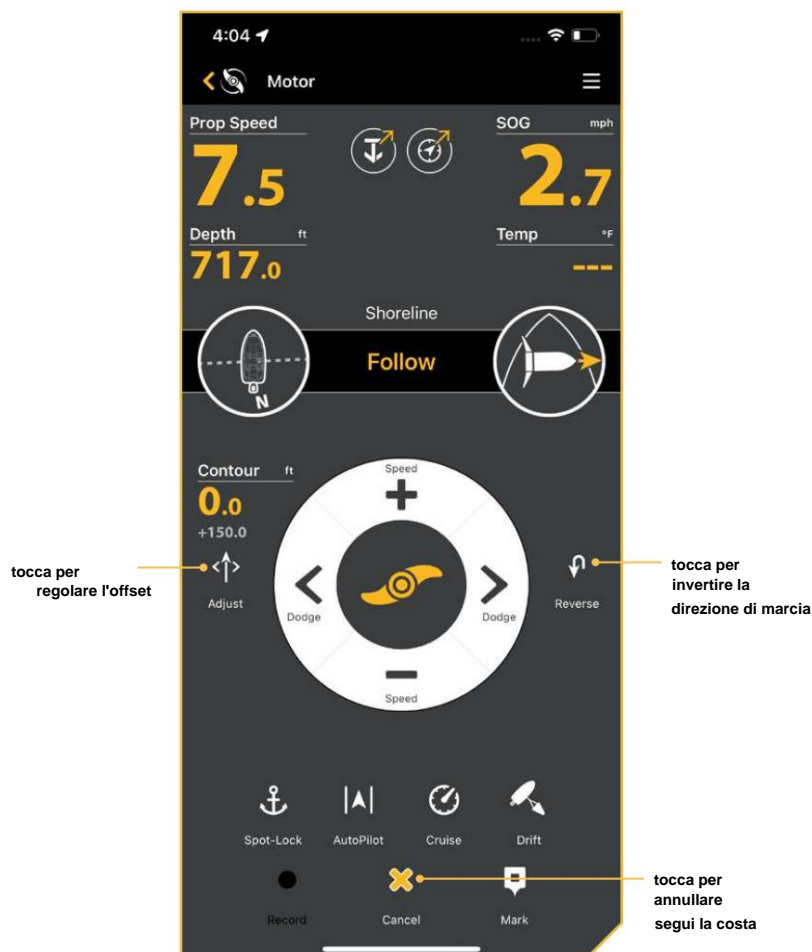 4:04
Motor
Prop Speed
7.5
SOG mph
2.7
Depth ft
717.0
Temp °F
---
Shoreline
Follow
N
Contour ft
0.0
+150.0
Adjust
Speed
Dodge
Dodge
Speed
Reverse
tocca per
regolare l'offset
tocca per
invertire la
direzione di marcia
Spot-Lock
AutoPilot
Cruise
Drift
Record
Cancel
Mark
tocca per
annullare
segui la costa